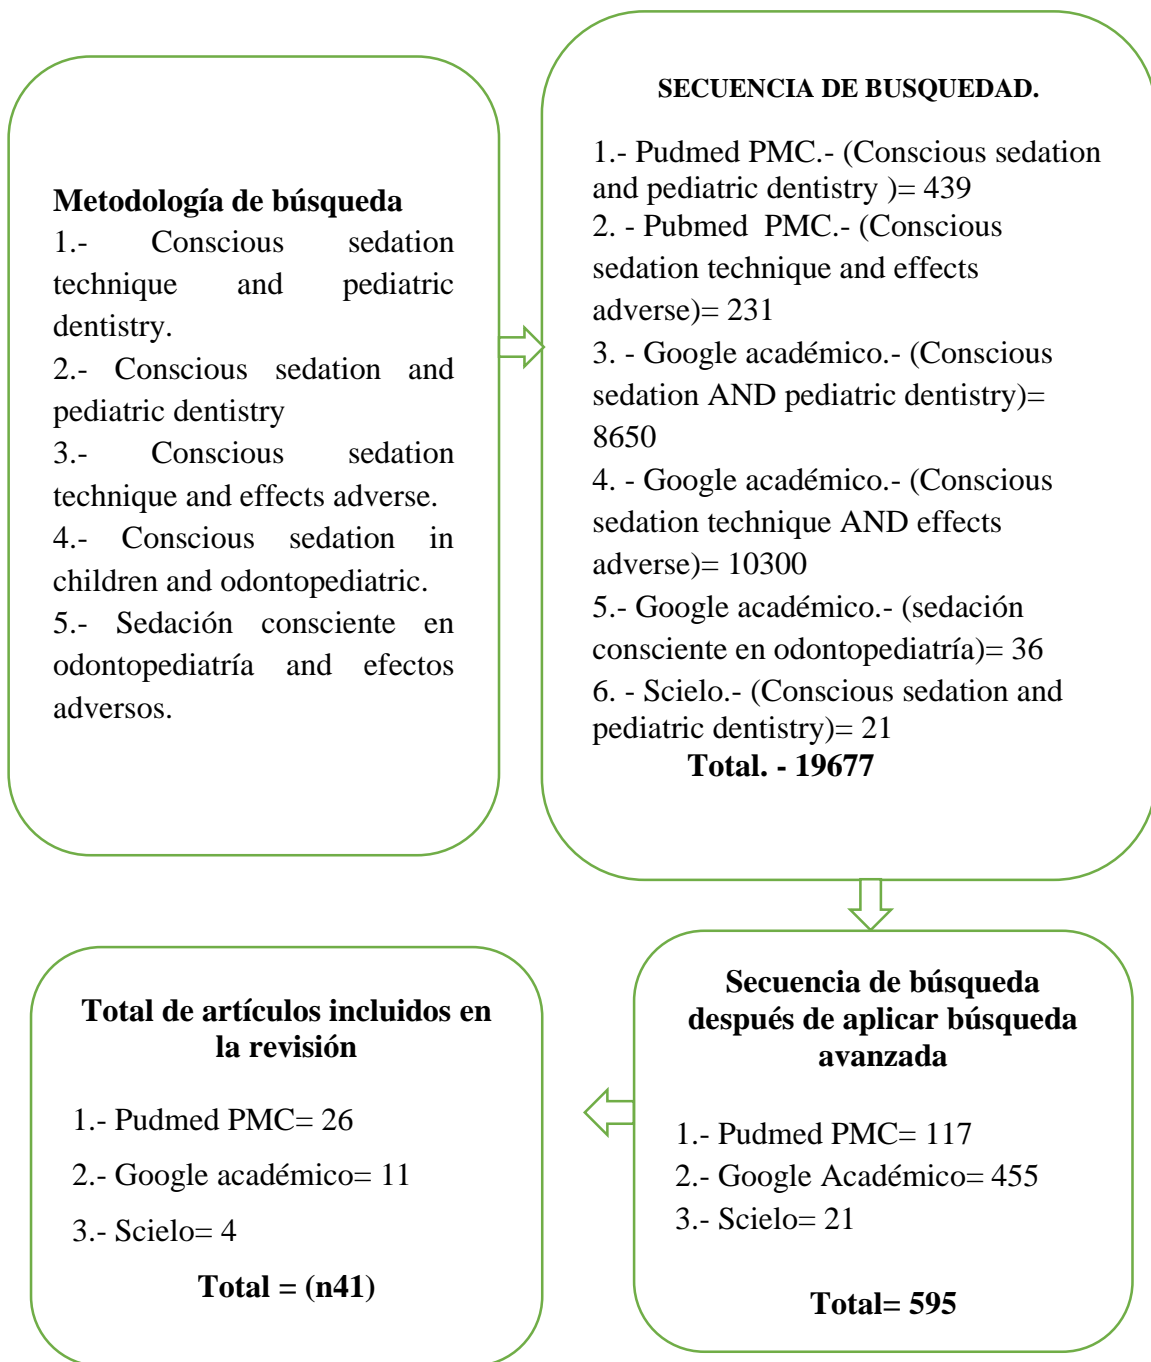 Metodología de búsqueda
1.- Conscious sedation
technique and pediatric
dentistry.
2.- Conscious sedation and
pediatric dentistry
3.- Conscious sedation
technique and effects adverse.
4.- Conscious sedation in
children and odontopediatric.
5.- Sedación consciente en
odontopediatría and efectos
adversos.
SECUENCIA DE BUSQUEDAD.
1.- Pudmed PMC.- (Conscious sedation
and pediatric dentistry )= 439
2. - Pubmed PMC.- (Conscious
sedation technique and effects
adverse)= 231
3. - Google académico.- (Conscious
sedation AND pediatric dentistry)=
8650
4. - Google académico.- (Conscious
sedation technique AND effects
adverse)= 10300
5.- Google académico.- (sedación
consciente en odontopediatría)= 36
6. - Scielo.- (Conscious sedation and
pediatric dentistry)= 21
Total. - 19677
Secuencia de búsqueda
después de aplicar búsqueda
avanzada
1.- Pudmed PMC= 117
2.- Google Académico= 455
3.- Scielo= 21
Total= 595
Total de artículos incluidos en
la revisión
1.- Pudmed PMC= 26
2.- Google académico= 11
3.- Scielo= 4
Total = (n41)